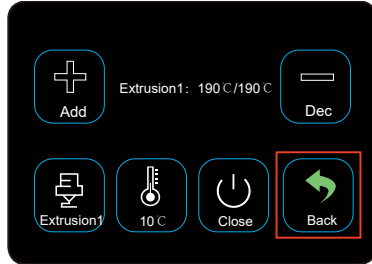 Extrusion1: 190℃/190℃
Add
Dec
Extrusion1
10℃
Close
Back